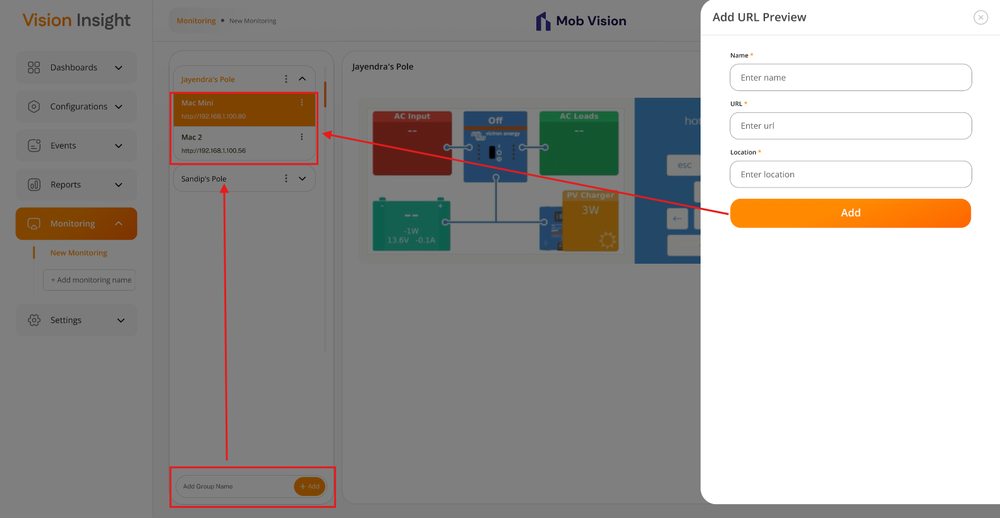 Vision Insight
Monitoring • New Monitoring
Mob Vision
Add URL Preview
Dashboards
Configurations
Events
Reports
Monitoring
New Monitoring
+ Add monitoring name
Settings
Jayendra's Pole
Mac Mini
http://192.168.1.100.80
Mac 2
http://192.168.1.100.56
Sandip's Pole
Add Group Name
+ Add
Jayendra's Pole
AC Input
--
Off
victron energy
AC Loads
--
--
-1W
13.6V -0.1A
PV Charger
3W
esc
←
Name *
Enter name
URL *
Enter url
Location *
Enter location
Add